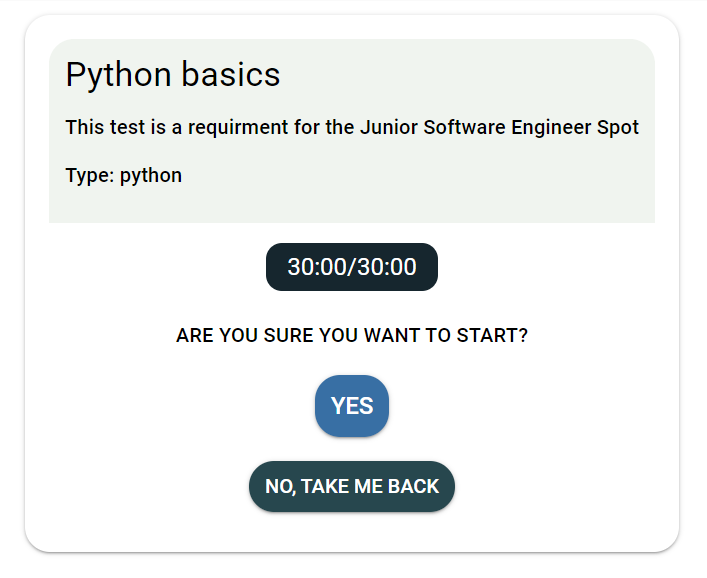 Python basics
This test is a requirment for the Junior Software Engineer Spot
Type: python
30:00/30:00
ARE YOU SURE YOU WANT TO START?
YES
NO, TAKE ME BACK